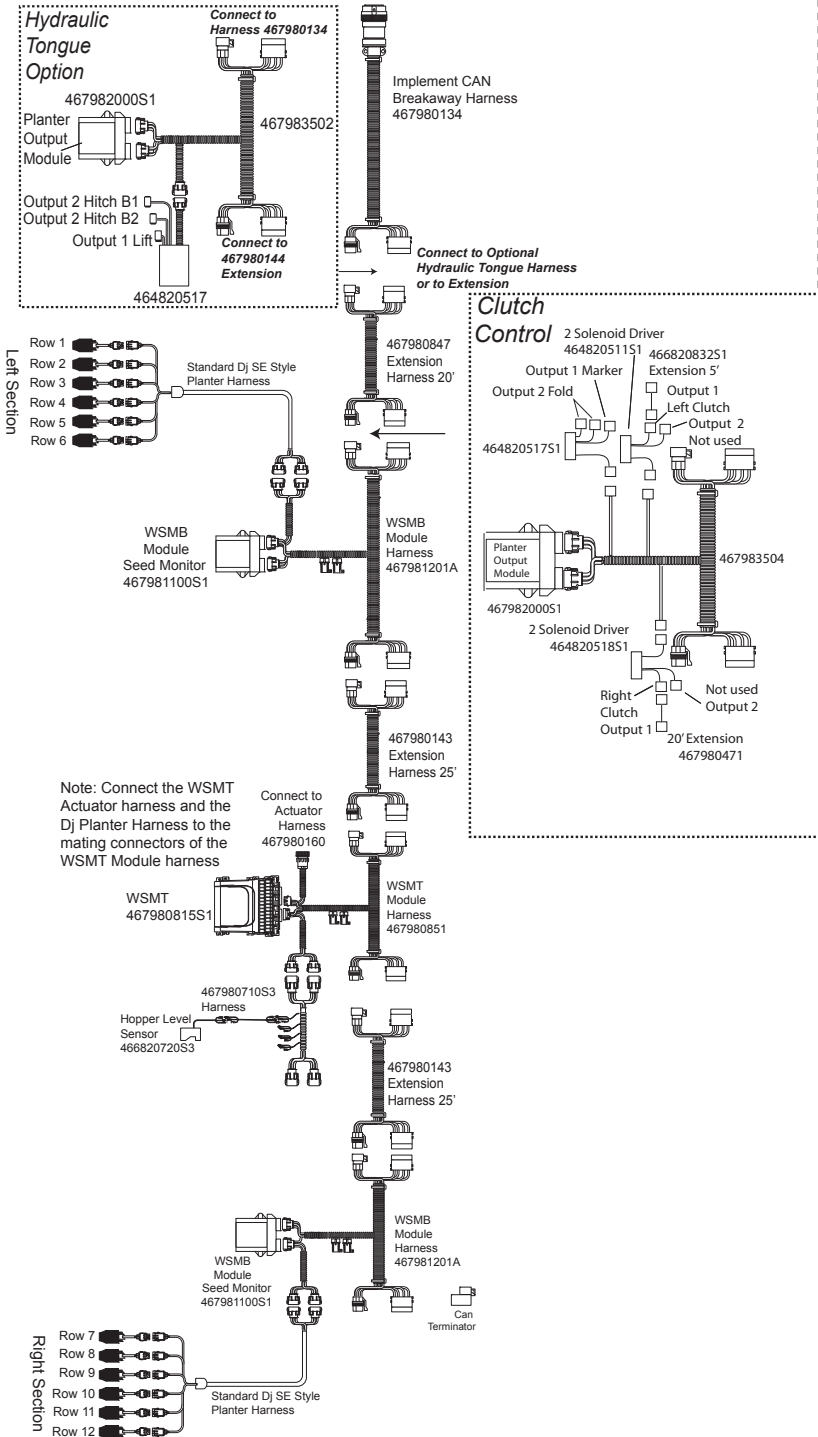 Hydraulic
Tongue
Option
Connect to
Harness 467980134
467982000S1
Planter
Output
Module
467983502
Output 2 Hitch B1
Output 2 Hitch B2
Output 1 Lift
464820517
Connect to
467980144
Extension
Implement CAN
Breakaway Harness
467980134
Connect to Optional
Hydraulic Tongue Harness
or to Extension
467980847
Extension
Harness 20'
Left Section
Row 1
Row 2
Row 3
Row 4
Row 5
Row 6
Standard Dj SE Style
Planter Harness
WSMB
Module
Seed Monitor
467981100S1
WSMB
Module
Harness
467981201A
Clutch
Control
2 Solenoid Driver
464820511S1
466820832S1
Extension 5'
Output 1 Marker
Output 2 Fold
Output 1
Left Clutch
Output 2
Not used
464820517S1
Planter
Output
Module
467982000S1
467983504
2 Solenoid Driver
464820518S1
Right
Clutch
Output 1
Not used
Output 2
20' Extension
467980471
467980143
Extension
Harness 25'
Note: Connect the WSMT
Actuator harness and the
Dj Planter Harness to the
mating connectors of the
WSMT Module harness
Connect to
Actuator
Harness
467980160
WSMT
467980815S1
WSMT
Module
Harness
467980851
467980710S3
Harness
Hopper Level
Sensor
466820720S3
467980143
Extension
Harness 25'
WSMB
Module
Seed Monitor
467981100S1
WSMB
Module
Harness
467981201A
Can
Terminator
Right Section
Row 7
Row 8
Row 9
Row 10
Row 11
Row 12
Standard Dj SE Style
Planter Harness